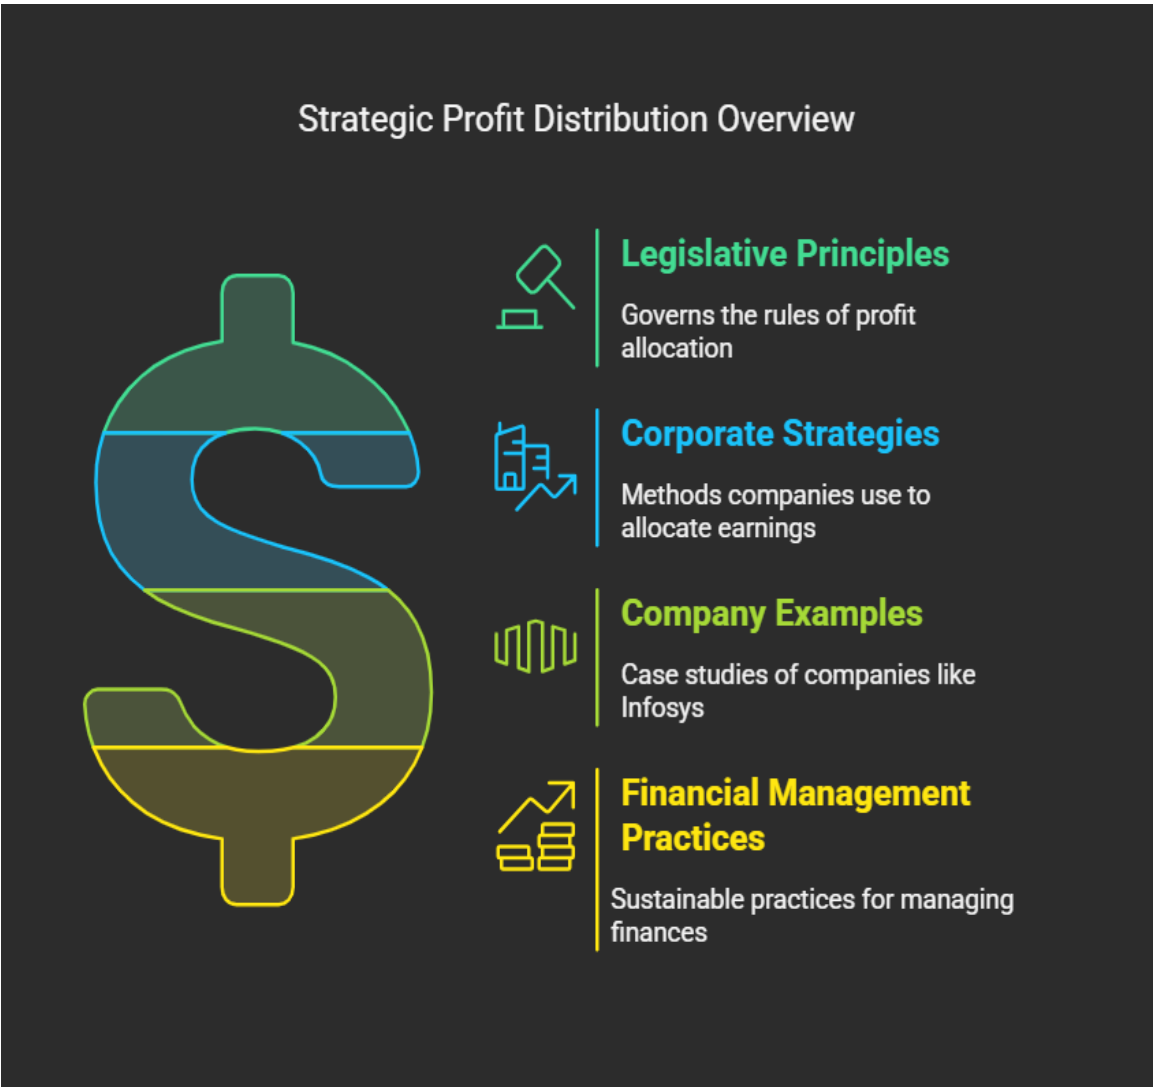 Strategic Profit Distribution Overview
Legislative Principles
Governs the rules of profit
allocation
Corporate Strategies
Methods companies use to
allocate earnings
Company Examples
Case studies of companies like
Infosys
Financial Management
Practices
Sustainable practices for managing
finances